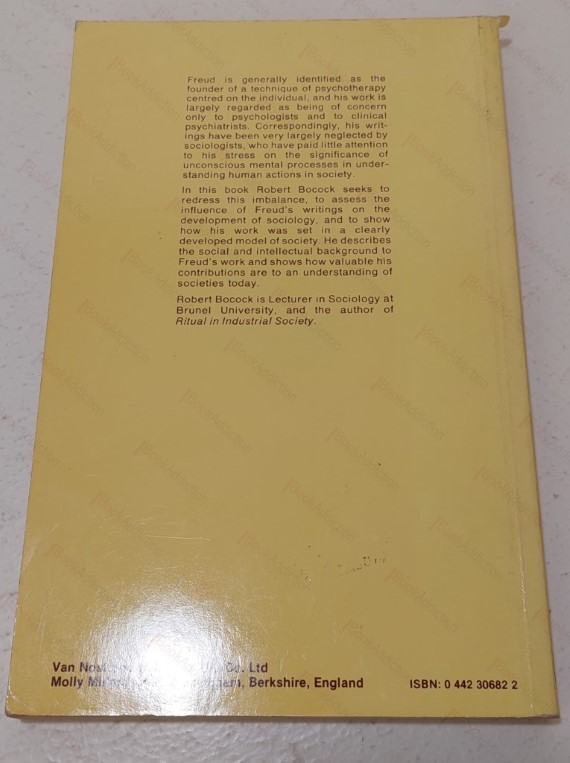 Freud is generally identified as the
founder of a technique of psychotherapy
centred on the individual, and his work is
largely regarded as being of concern
only to psychologists and to clinical
psychiatrists. Correspondingly, his writ-
ings have been very largely neglected by
sociologists, who have paid little attention
to his stress on the significance of
unconscious mental processes in under-
standing human actions in society.
In this book Robert Bocock seeks to
redress this imbalance, to assess the
influence of Freud's writings on the
development of sociology, and to show
how his work was set in a clearly
developed model of society. He describes
the social and intellectual background to
Freud's work and shows how valuable his
contributions are to an understanding of
societies today.
Robert Bocock is Lecturer in Sociology at
Brunel University, and the author of
Ritual in Industrial Society.
Van Co. Ltd
Molly Berkshire, England
ISBN: 0 442 30682 2